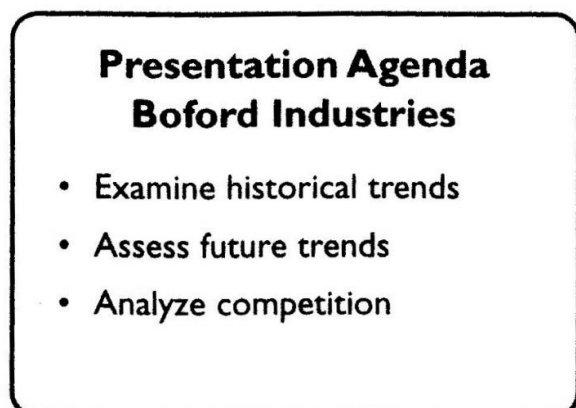 Presentation Agenda
Boford Industries
• Examine historical trends
• Assess future trends
• Analyze competition